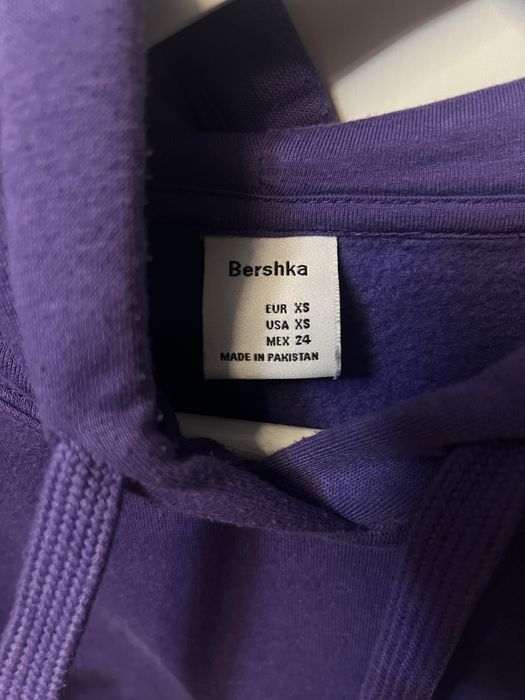 Bershka
EUR XS
USA XS
MEX 24
MADE IN PAKISTAN